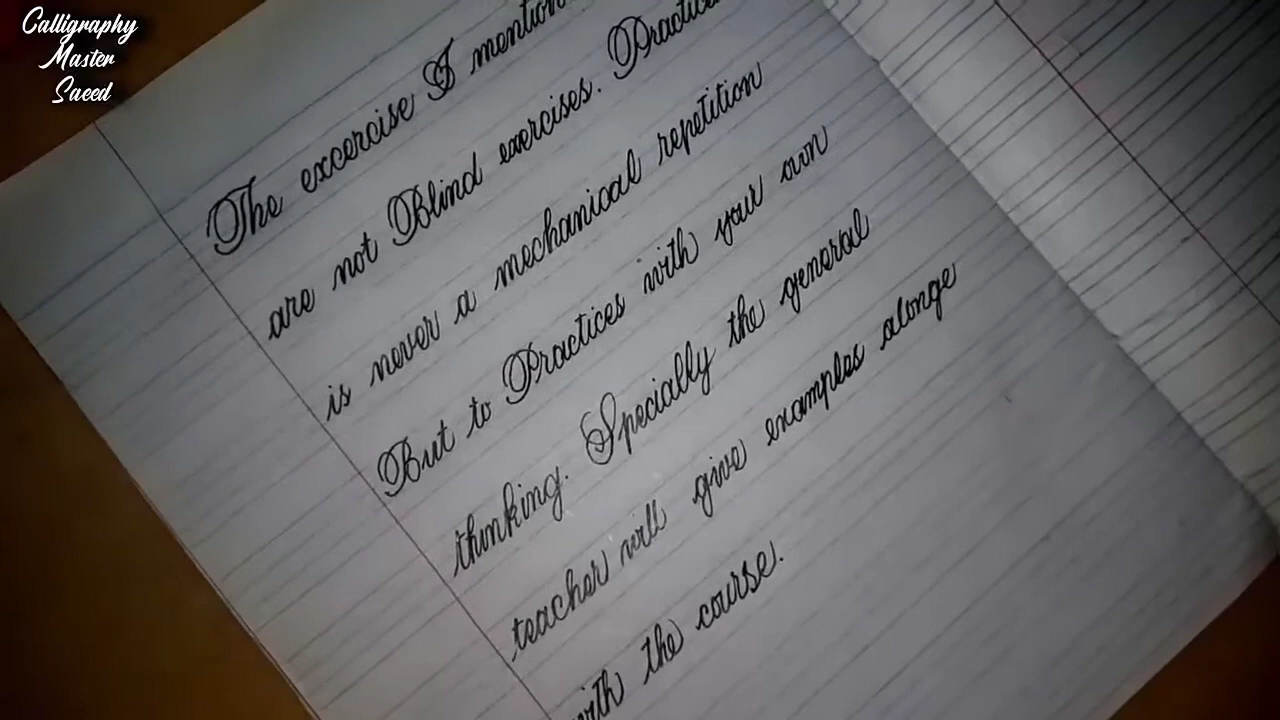 Calligraphy
Master
Saeed
The excercise I mention
are not Blind exercises. Practice
is never a mechanical repetition
But to Practices with your own
thinking. Specially the general
teacher will give examples alonge
with the course.